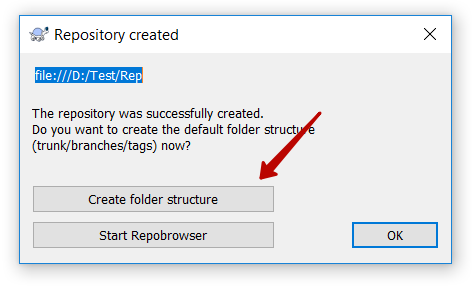 Repository created
file:///D:/Test/Rep
The repository was successfully created.
Do you want to create the default folder structure
(trunk/branches/tags) now?
Create folder structure
Start Repobrowser
OK